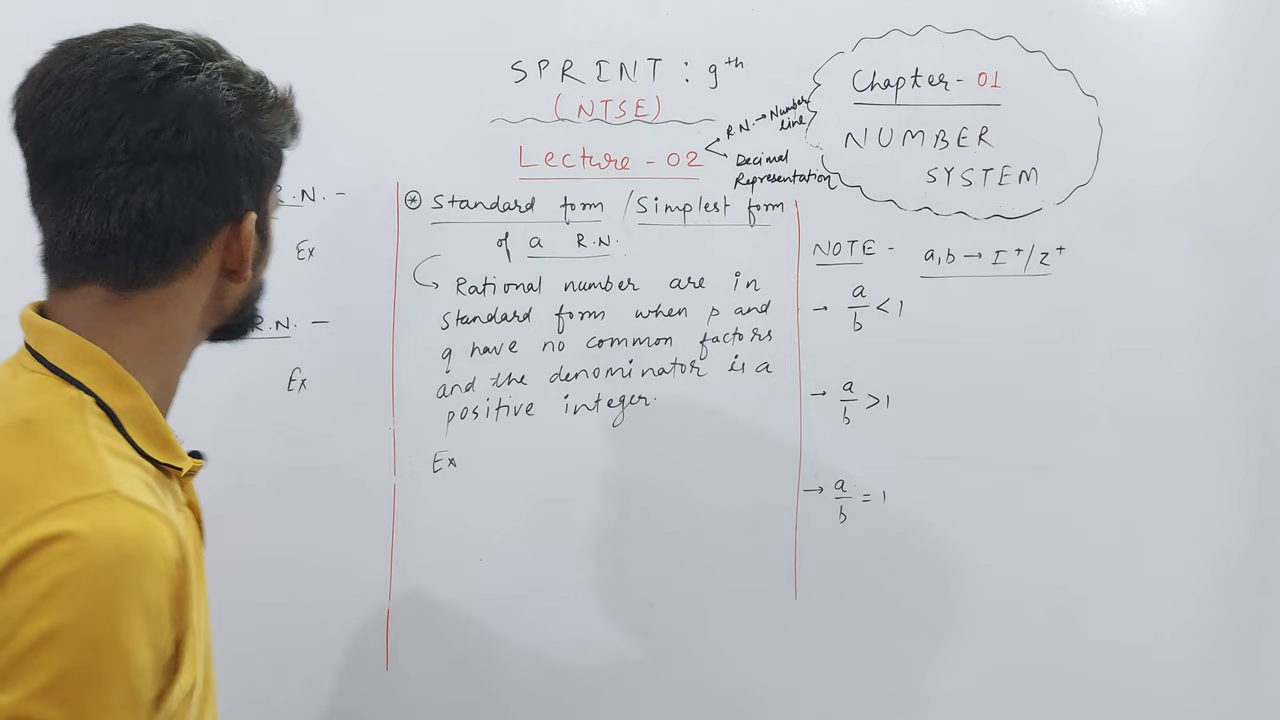 SPRINT : 9th
(NTSE)
Lecture - 02
R.N. → Number line
Decimal Representation
Chapter - 01
NUMBER
SYSTEM
R.N. -
Ex
R.N. -
Ex
⊛ Standard form / Simplest form
of a R.N.
Rational number are in
standard form when p and
q have no common factors
and the denominator is a
positive integer.
Ex
NOTE - a,b → I⁺/Z⁺
→ a/b < 1
→ a/b > 1
→ a/b = 1